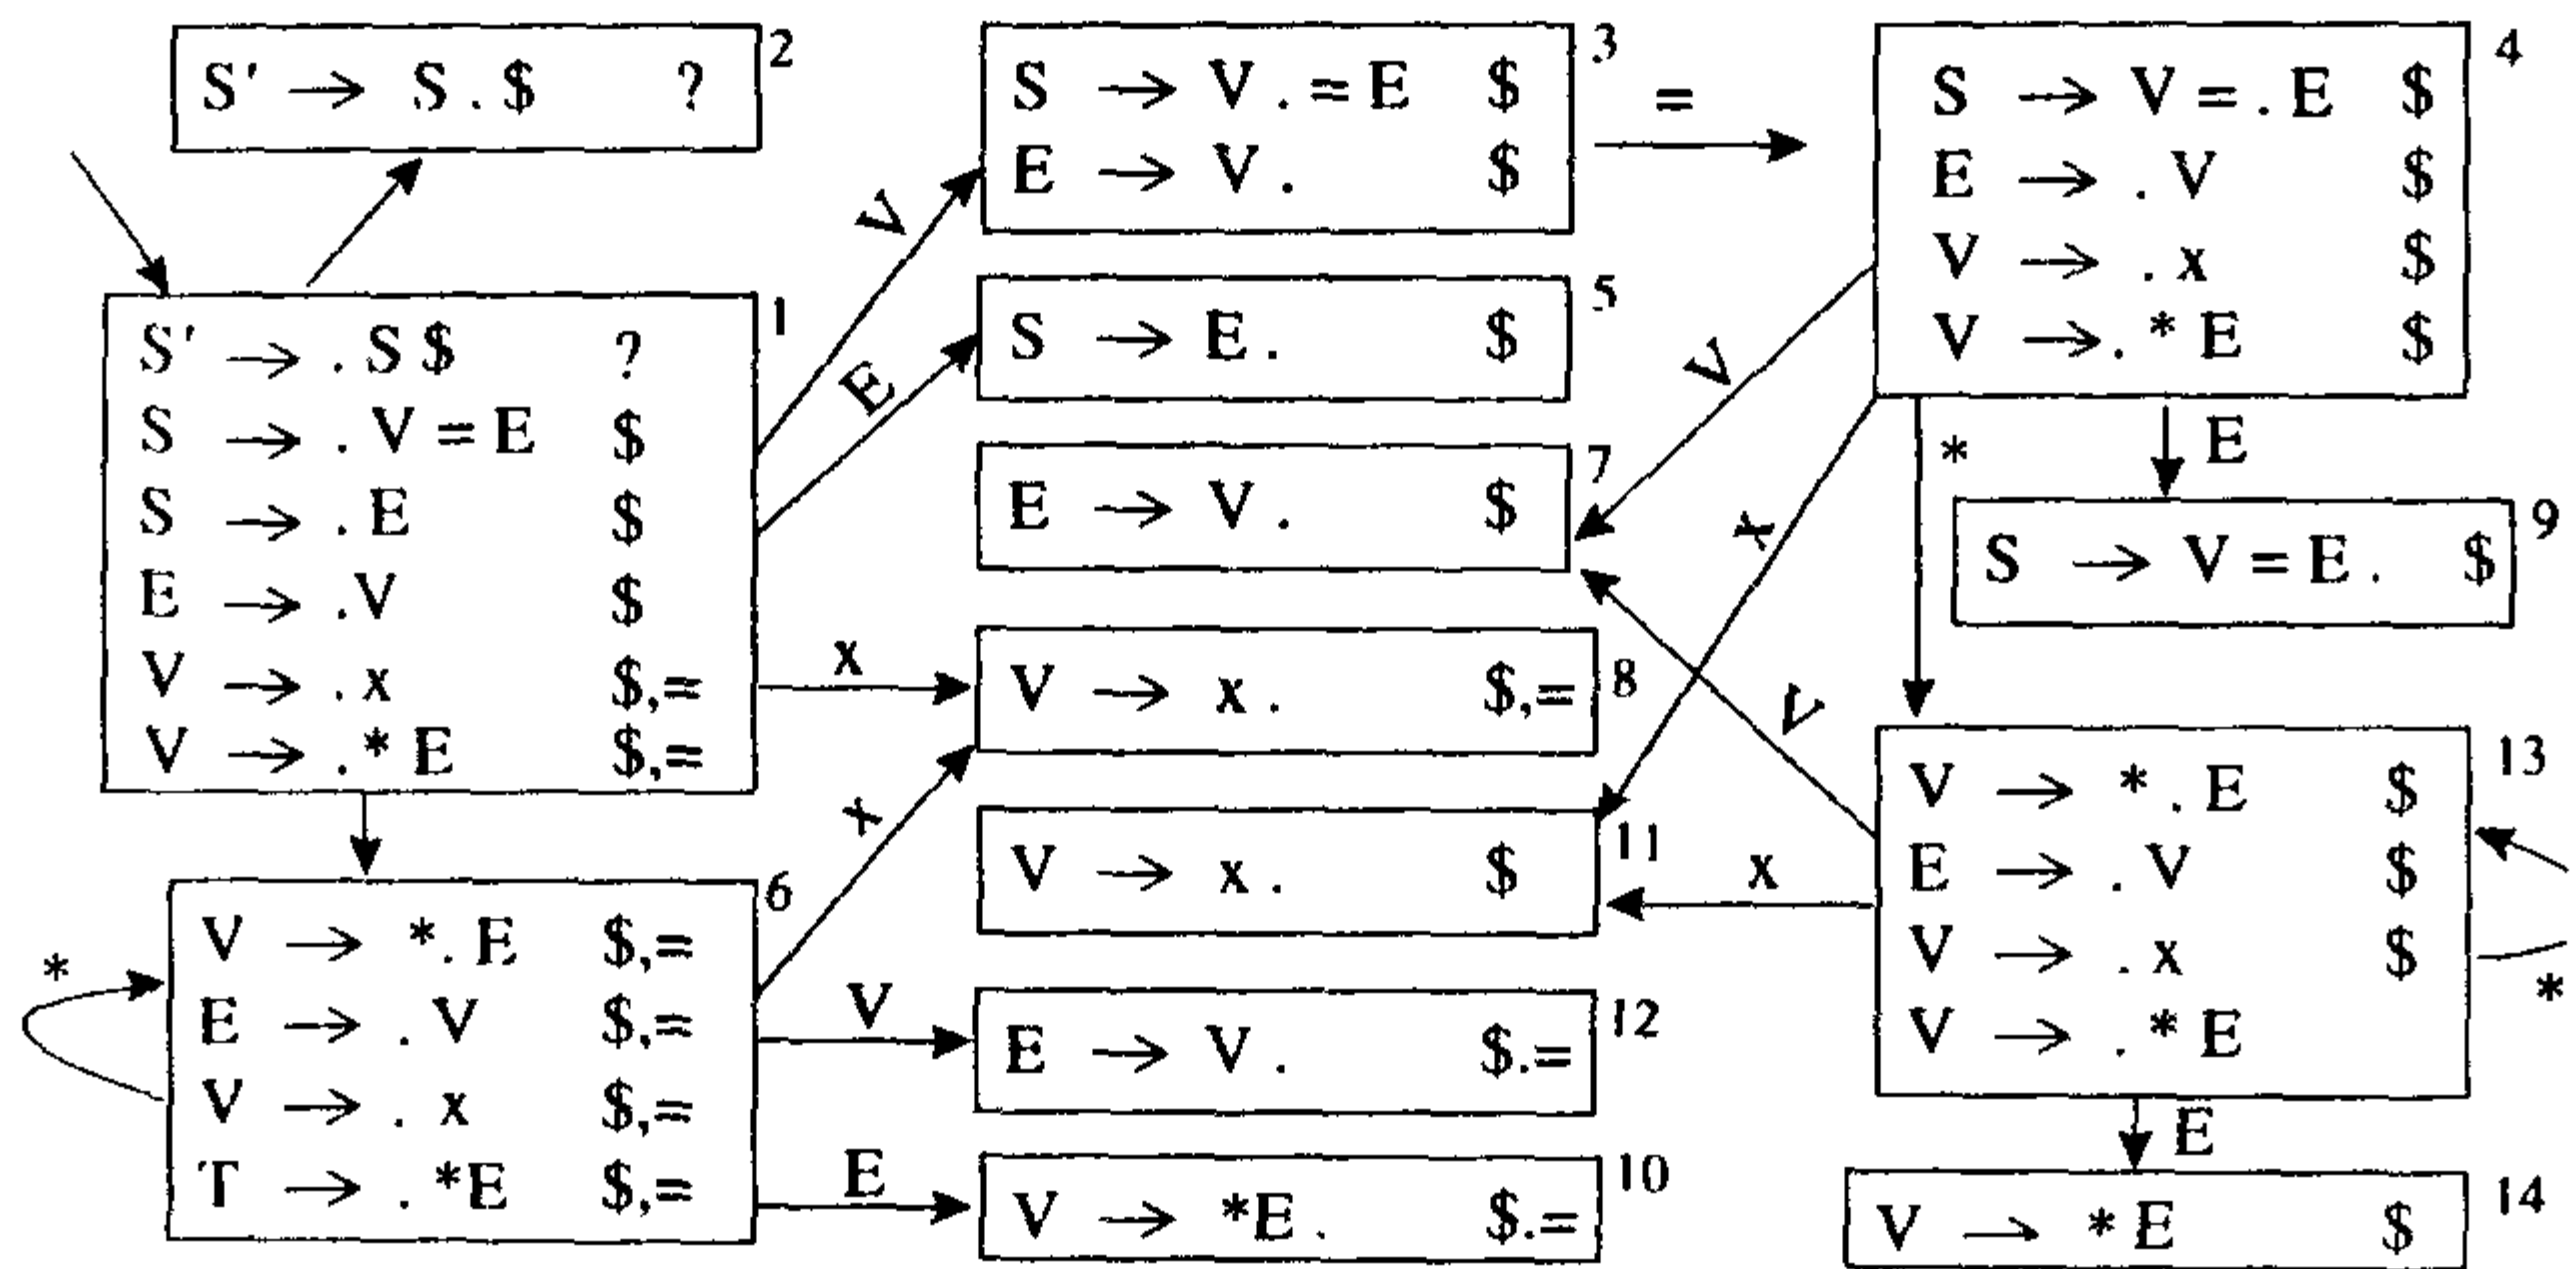 2
S' → S . $ ?
1
S' → . S $ ?
S → . V = E $
S → . E $
E → . V $
V → . x $,=
V → . * E $,=
6
V → * . E $,=
E → . V $,=
V → . x $,=
T → . *E $,=
*
V
E
x
x
V
E
3
S → V . = E $
E → V . $
5
S → E . $
7
E → V . $
8
V → x . $,=
11
V → x . $
12
E → V . $.=
10
V → *E . $.=
=
4
S → V = . E $
E → . V $
V → . x $
V → . * E $
V
x
*
E
9
S → V = E . $
V
x
13
V → * . E $
E → . V $
V → . x $
V → . * E
*
E
14
V → * E $